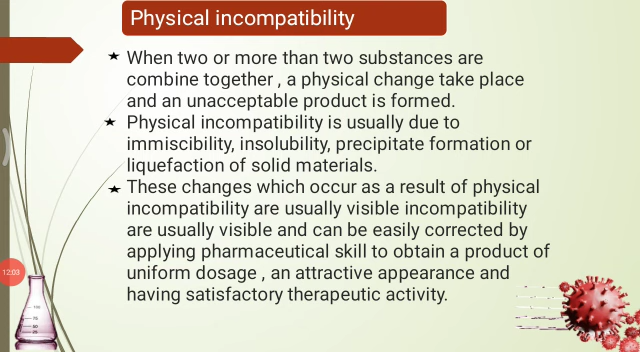 Physical incompatibility
When two or more than two substances are
combine together , a physical change take place
and an unacceptable product is formed.
Physical incompatibility is usually due to
immiscibility, insolubility, precipitate formation or
liquefaction of solid materials.
These changes which occur as a result of physical
incompatibility are usually visible incompatibility
are usually visible and can be easily corrected by
applying pharmaceutical skill to obtain a product of
uniform dosage , an attractive appearance and
having satisfactory therapeutic activity.
12:03